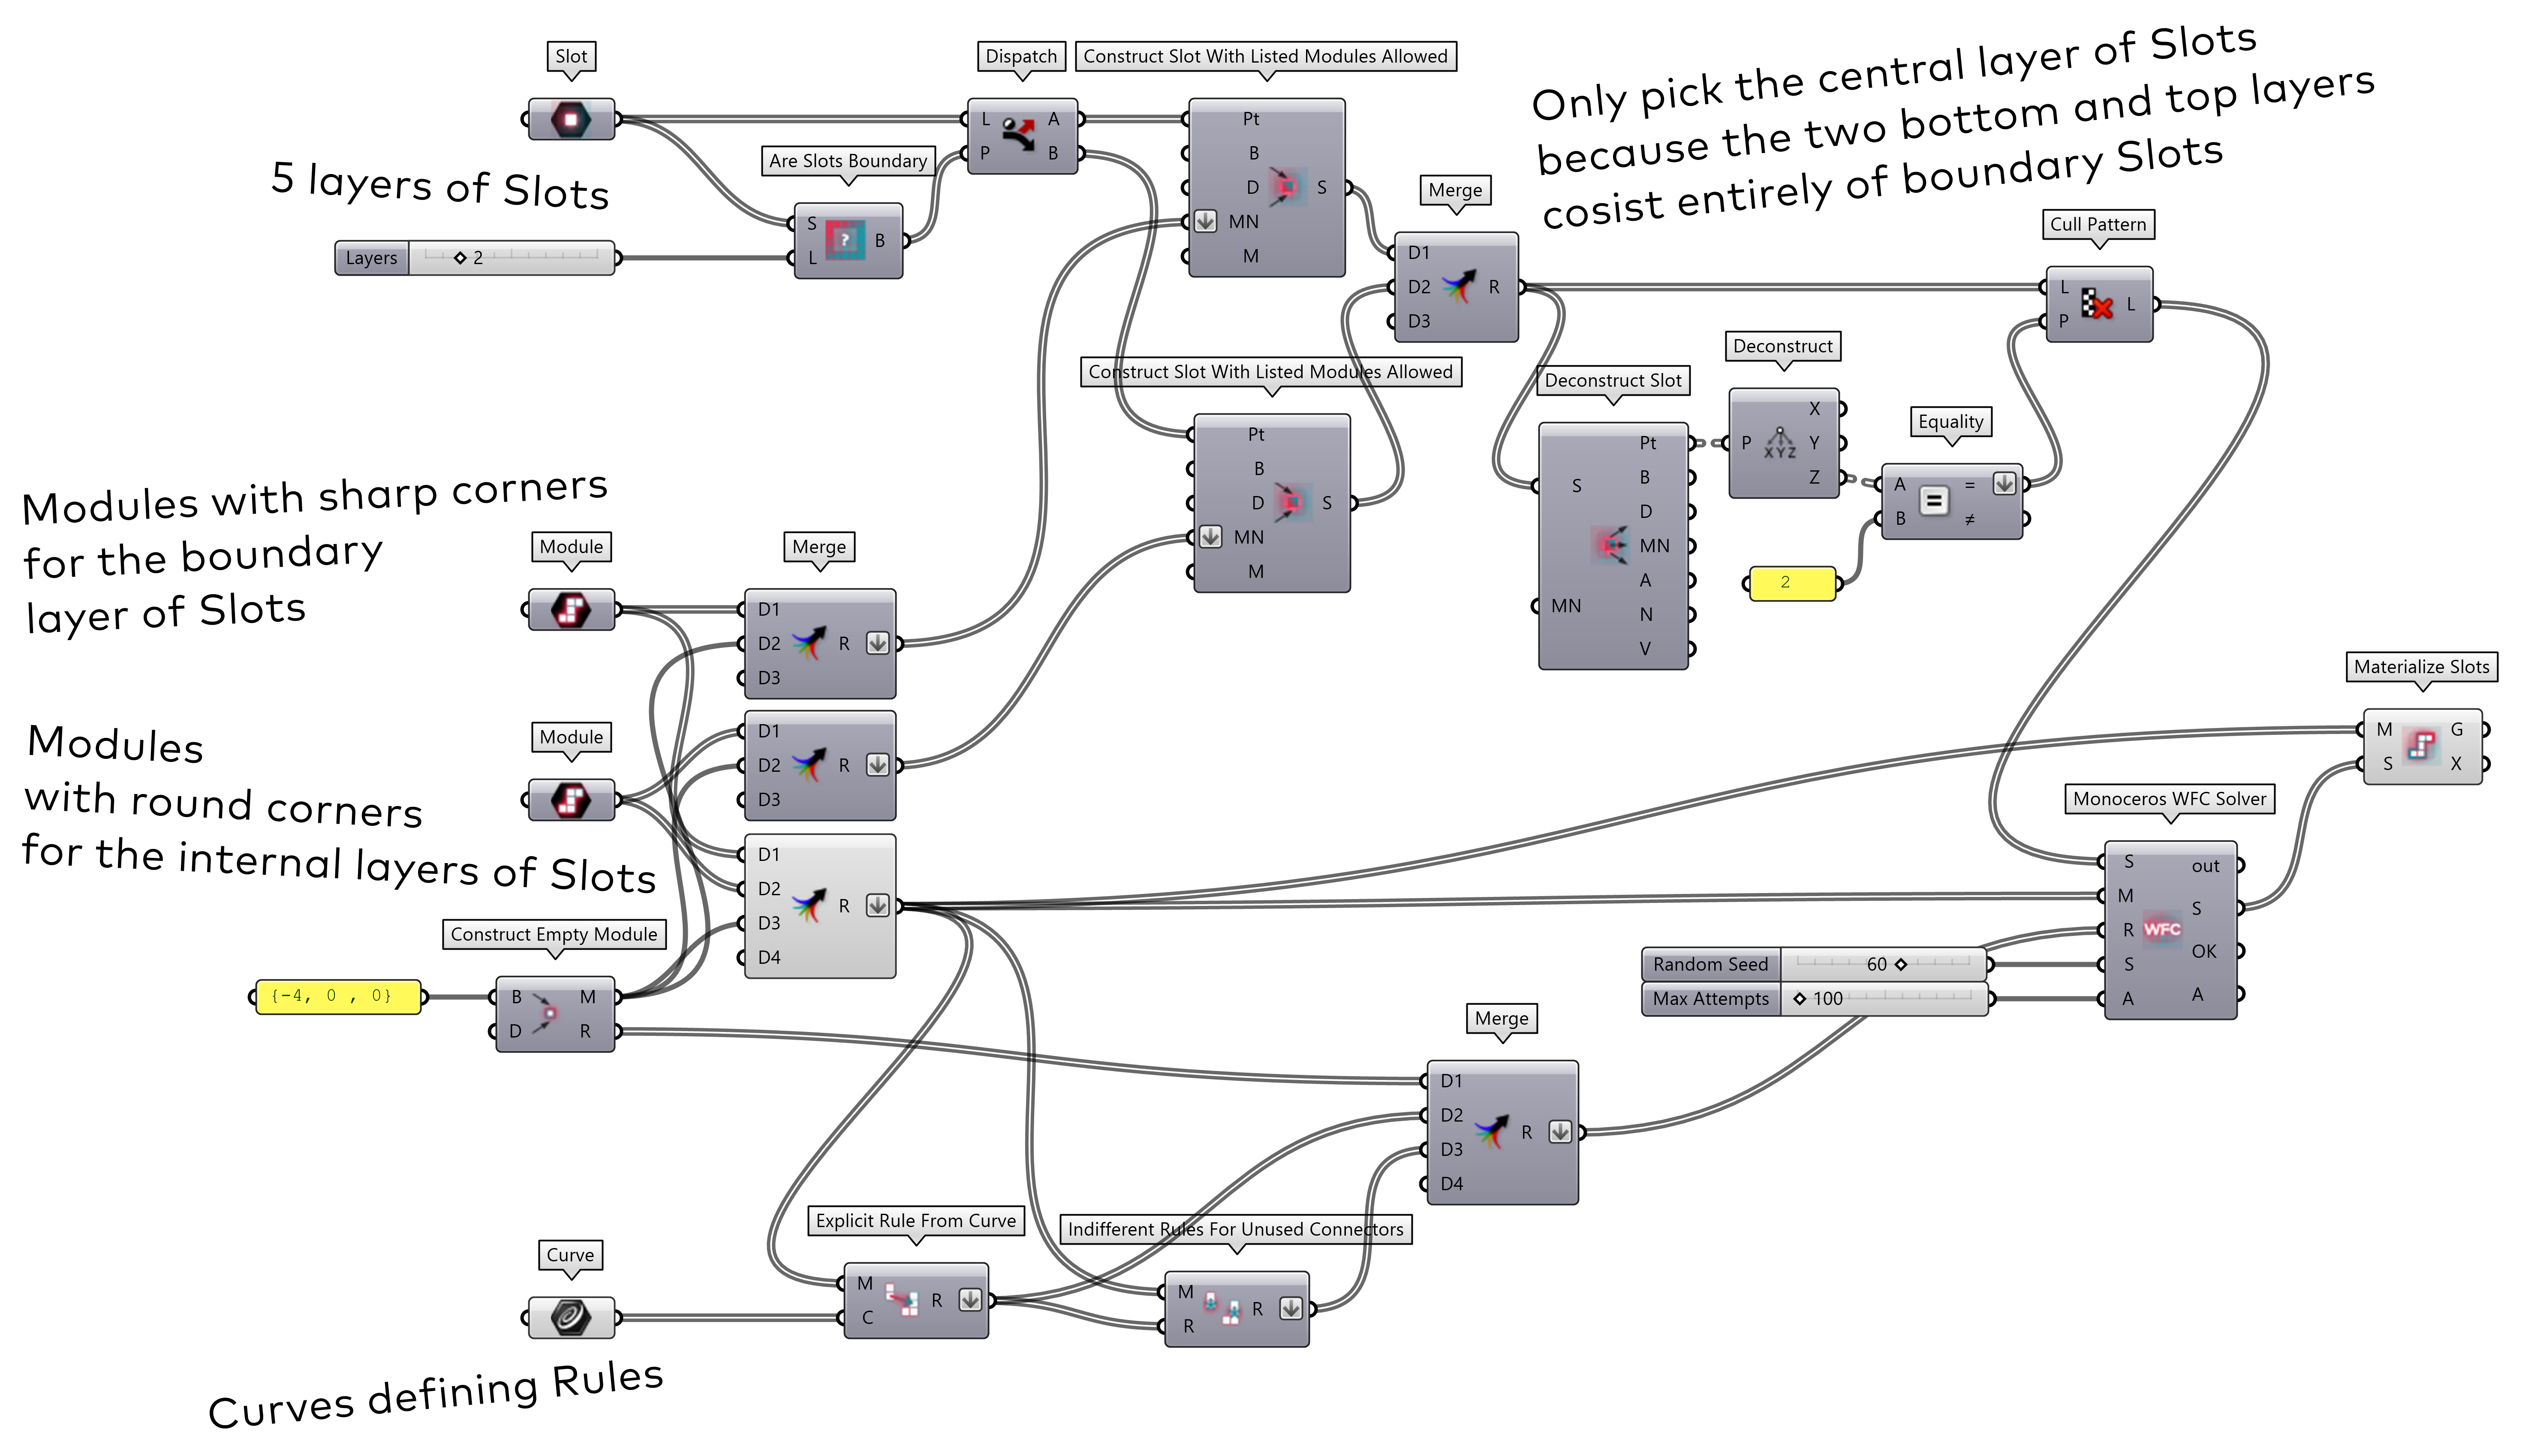 Slot
Dispatch
Construct Slot With Listed Modules Allowed
Only pick the central layer of Slots
because the two bottom and top layers
cosist entirely of boundary Slots
L A
P B
Pt
B
D S
MN
M
Are Slots Boundary
5 layers of Slots
S B
L
Layers 2
Merge
D1
D2 R
D3
Cull Pattern
L L
P
Construct Slot With Listed Modules Allowed
Pt
B
D S
MN
M
Deconstruct Slot
S Pt
B
D
MN
MN A
N
V
Deconstruct
X
P Y
Z
X Y Z
Equality
A =
B ≠
2
Modules with sharp corners
for the boundary
layer of Slots
Module
Merge
D1
D2 R
D3
Modules
with round corners
for the internal layers of Slots
Module
D1
D2 R
D3
D1
D2 R
D3
D4
Construct Empty Module
{-4, 0 , 0}
B M
D R
Materialize Slots
M G
S X
Monoceros WFC Solver
S out
M S
R WFC
S OK
A A
Random Seed 60
Max Attempts 100
Merge
D1
D2 R
D3
D4
Explicit Rule From Curve
M R
C
Indifferent Rules For Unused Connectors
M R
R
Curve
Curves defining Rules